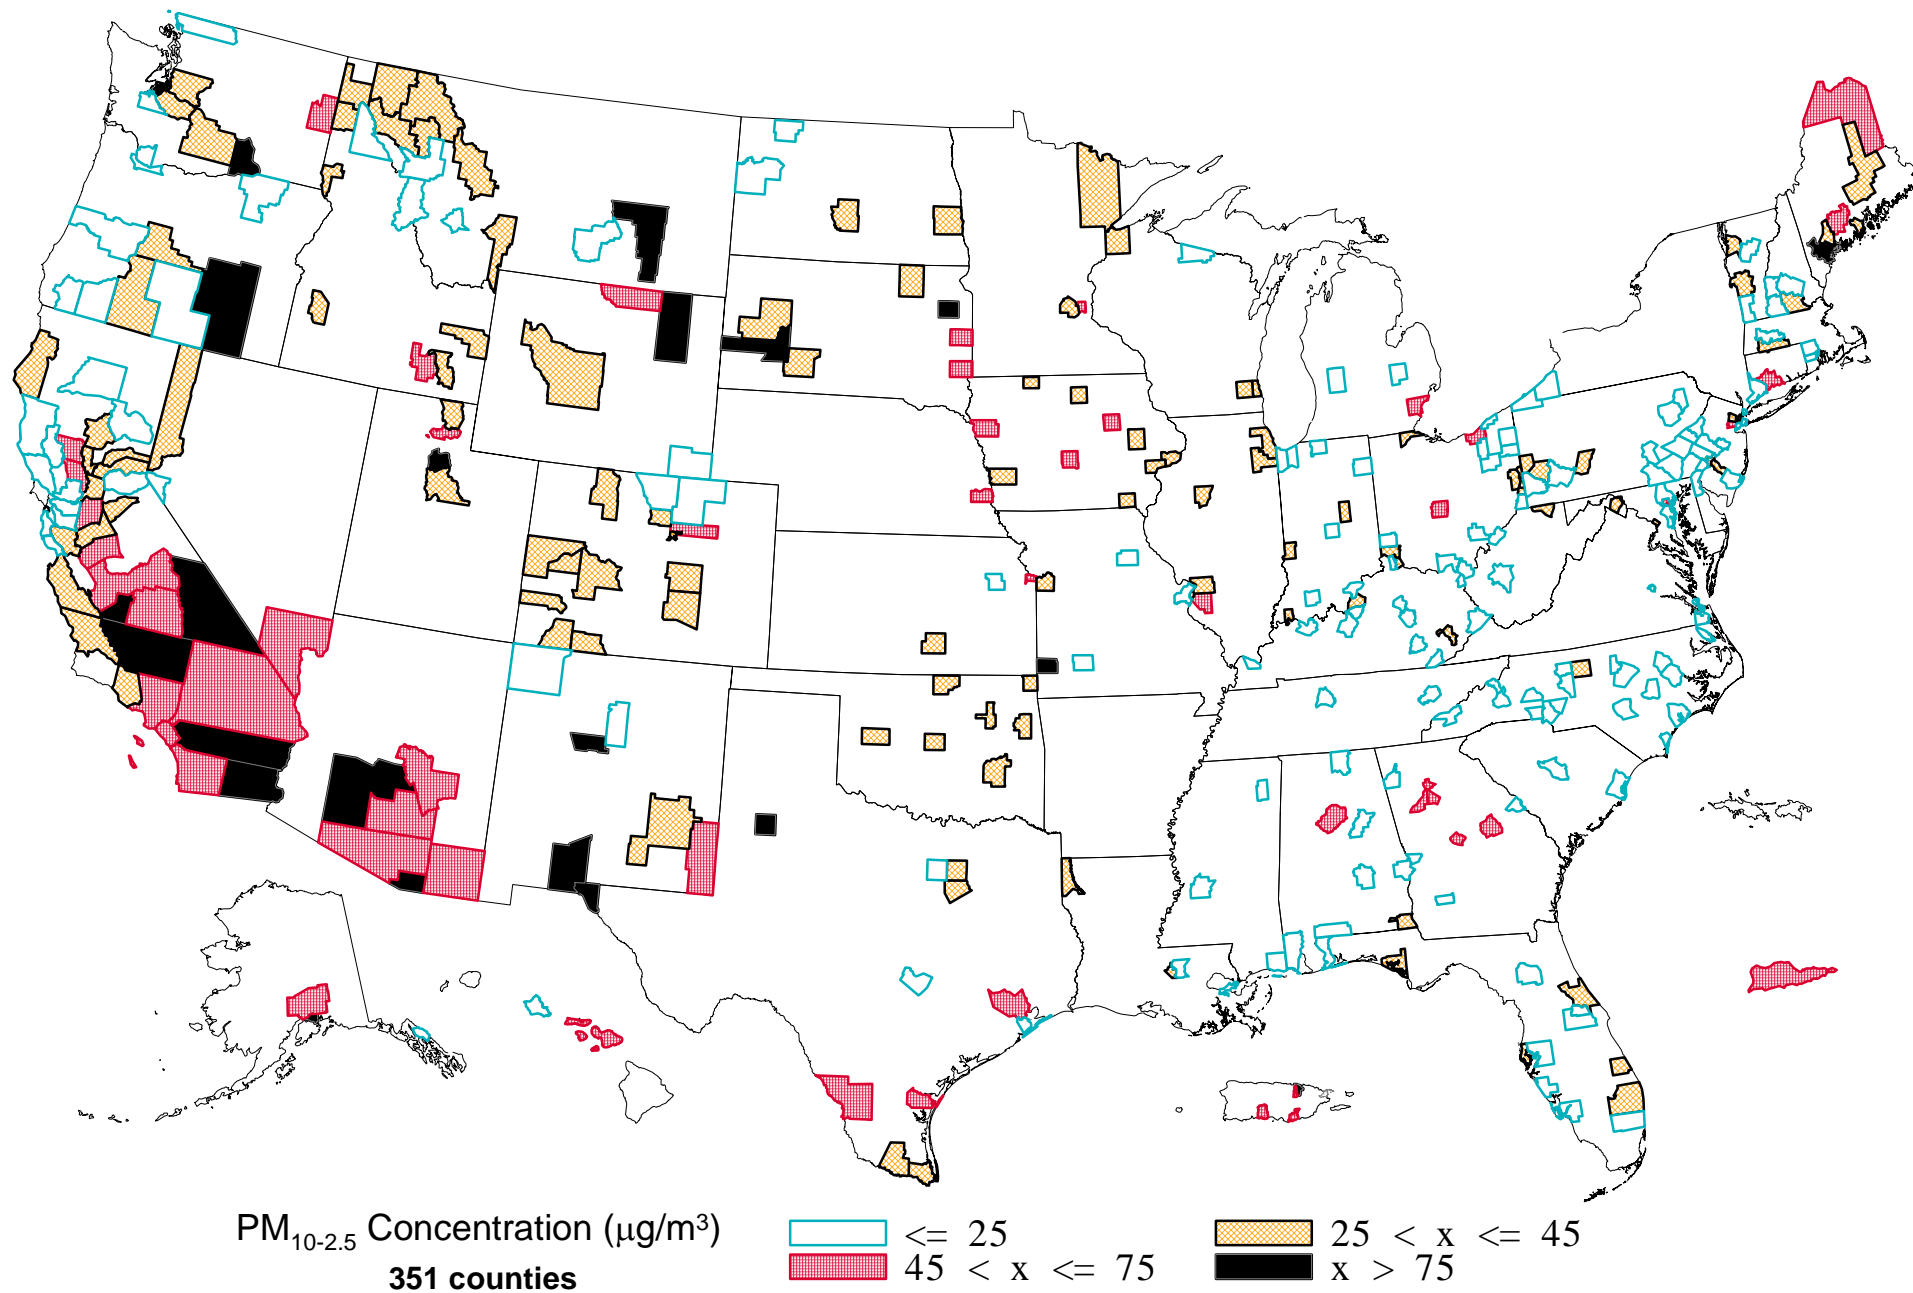 PM10-2.5 Concentration (μg/m³)
351 counties
<= 25
25 < x <= 45
45 < x <= 75
x > 75